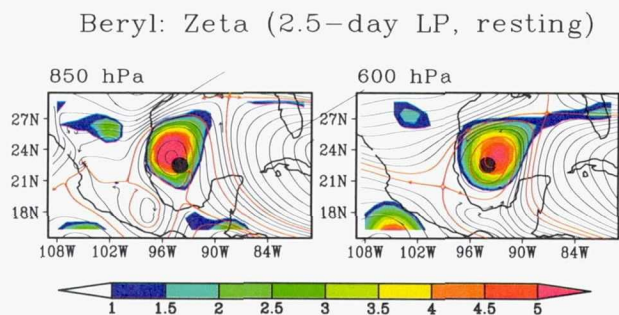 Beryl: Zeta (2.5-day LP, resting)
850 hPa 600 hPa
27N 27N
24N 24N
21N 21N
18N 18N
108W 102W 96W 90W 84W 108W 102W 96W 90W 84W
1 1.5 2 2.5 3 3.5 4 4.5 5